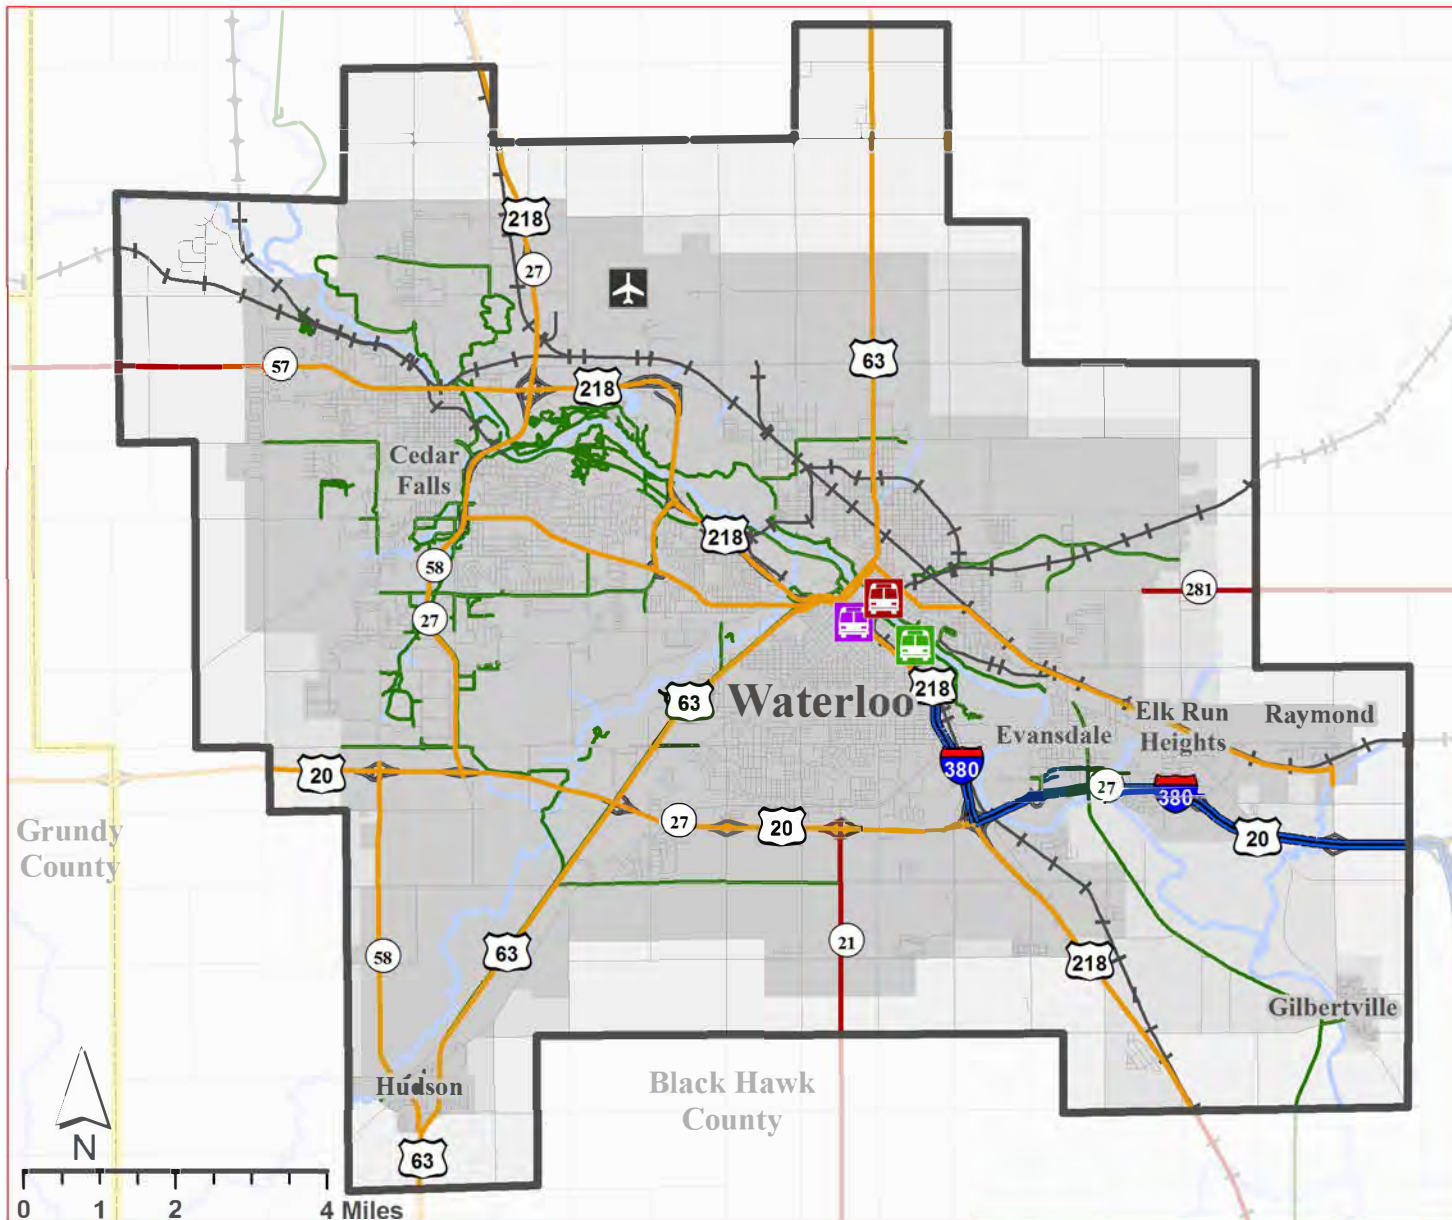 218
27
63
57
218
Cedar
Falls
218
58
281
27
218
63
Waterloo
Elk Run
Heights
Raymond
Evansdale
380
20
27
380
27
20
20
Grundy
County
58
63
21
218
Gilbertville
Hudson
Black Hawk
County
N
63
0 1 2 4 Miles